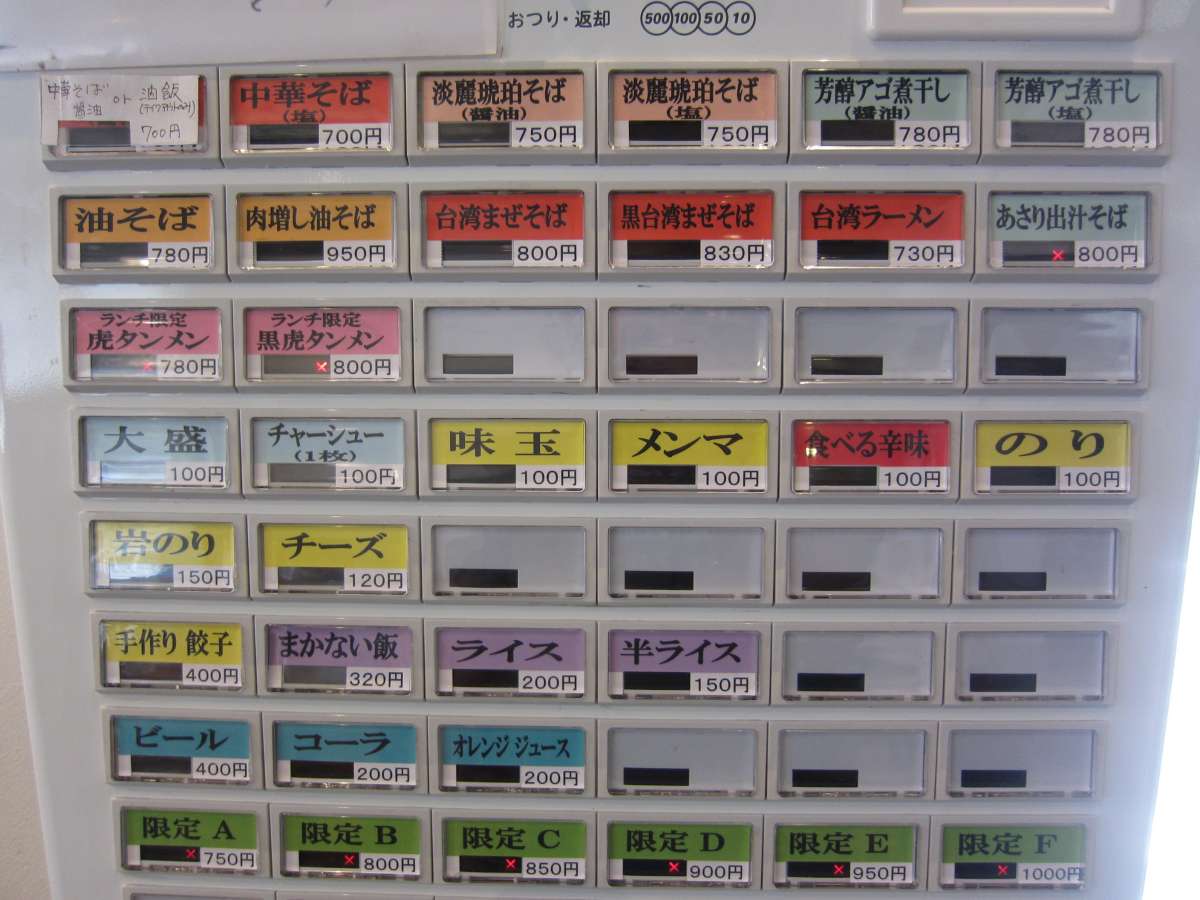 おつり・返却 500 100 50 10
中華そば 醤油 or 油飯 700円
中華そば (塩) 700円
淡麗琥珀そば (醤油) 750円
淡麗琥珀そば (塩) 750円
芳醇アゴ煮干し (醤油) 780円
芳醇アゴ煮干し (塩) 780円
油そば 780円
肉増し油そば 950円
台湾まぜそば 800円
黒台湾まぜそば 830円
台湾ラーメン 730円
あさり出汁そば × 800円
ランチ限定 虎タンメン × 780円
ランチ限定 黒虎タンメン × 800円
大盛 100円
チャーシュー (1枚) 100円
味玉 100円
メンマ 100円
食べる辛味 100円
のり 100円
岩のり 150円
チーズ 120円
手作り 餃子 400円
まかない飯 320円
ライス 200円
半ライス 150円
ビール 400円
コーラ 200円
オレンジ ジュース 200円
限定 A × 750円
限定 B × 800円
限定 C × 850円
限定 D × 900円
限定 E × 950円
限定 F × 1000円